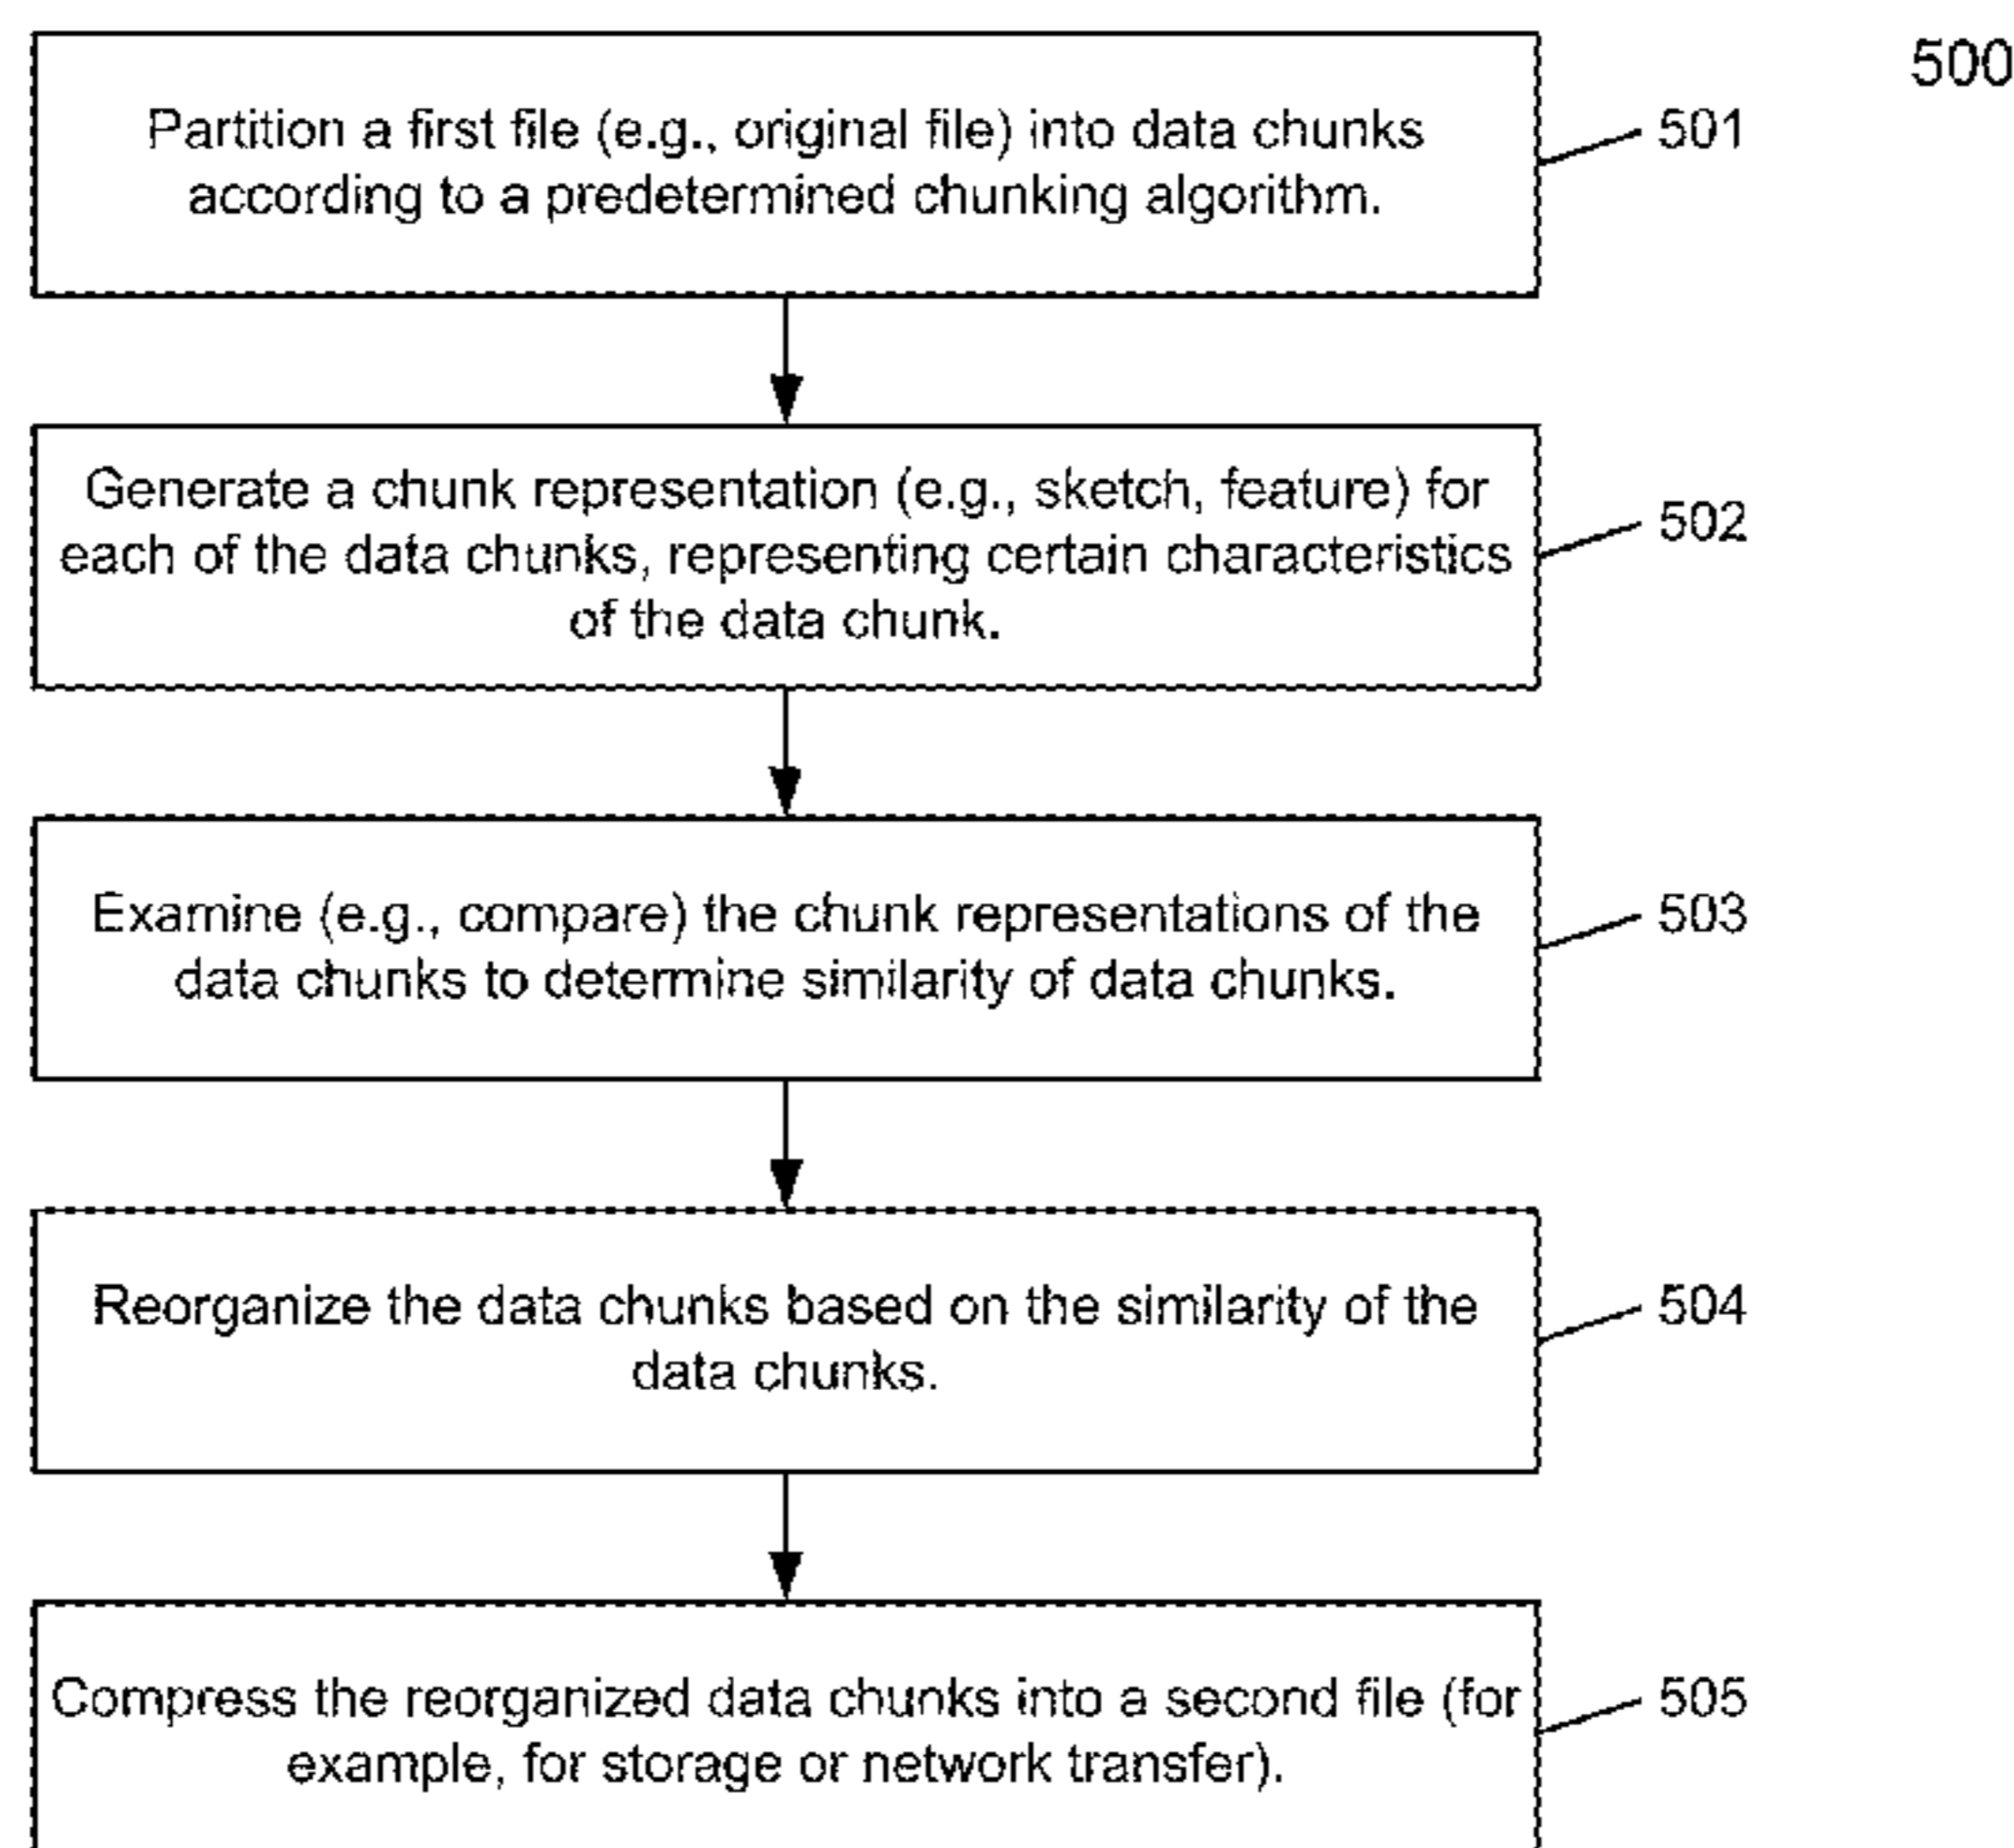 500
Partition a first file (e.g., original file) into data chunks
according to a predetermined chunking algorithm.
501
Generate a chunk representation (e.g., sketch, feature) for
each of the data chunks, representing certain characteristics
of the data chunk.
502
Examine (e.g., compare) the chunk representations of the
data chunks to determine similarity of data chunks.
503
Reorganize the data chunks based on the similarity of the
data chunks.
504
Compress the reorganized data chunks into a second file (for
example, for storage or network transfer).
505